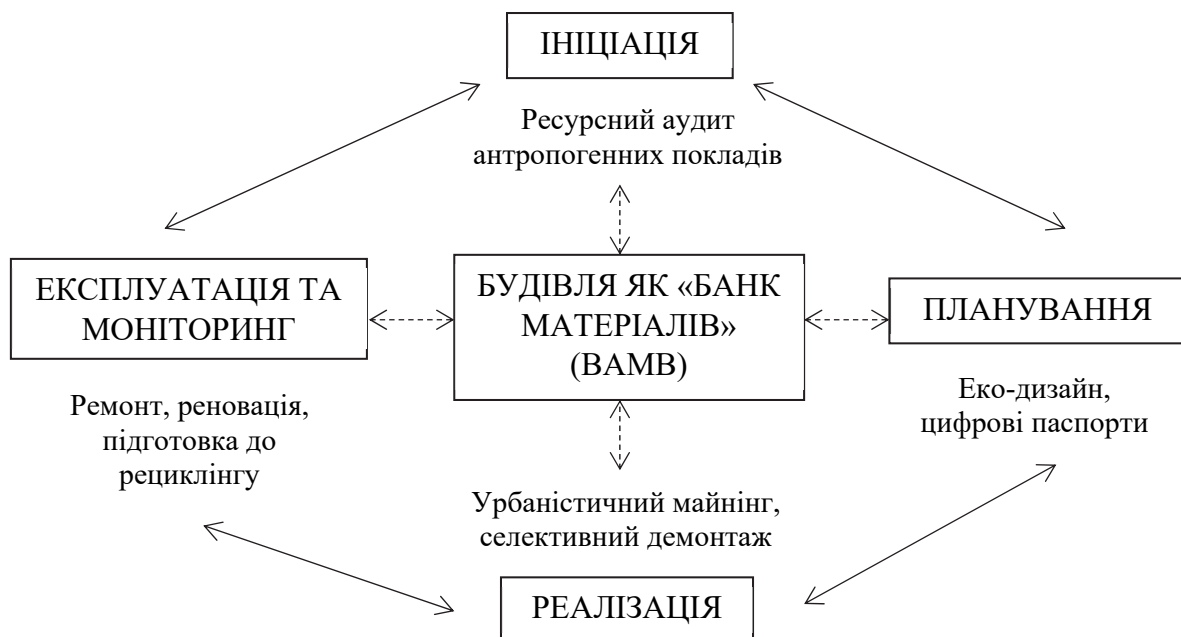 ІНІЦІАЦІЯ
Ресурсний аудит
антропогенних покладів
ЕКСПЛУАТАЦІЯ ТА
МОНІТОРИНГ
БУДІВЛЯ ЯК «БАНК
МАТЕРІАЛІВ»
(BAMB)
ПЛАНУВАННЯ
Ремонт, реновація,
підготовка до
рециклінгу
Еко-дизайн,
цифрові паспорти
Урбаністичний майнінг,
селективний демонтаж
РЕАЛІЗАЦІЯ